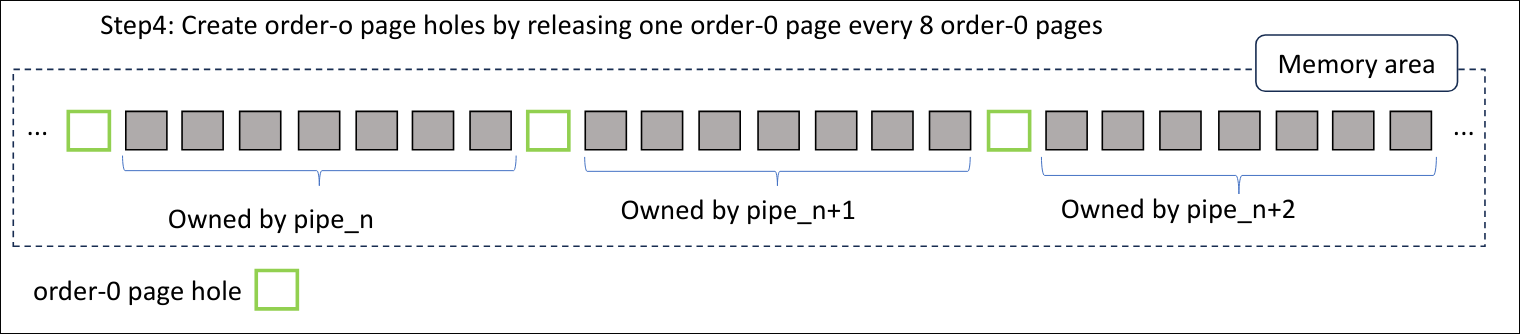 Step4: Create order-o page holes by releasing one order-0 page every 8 order-0 pages
Memory area
... ...
Owned by pipe_n Owned by pipe_n+1 Owned by pipe_n+2
order-0 page hole